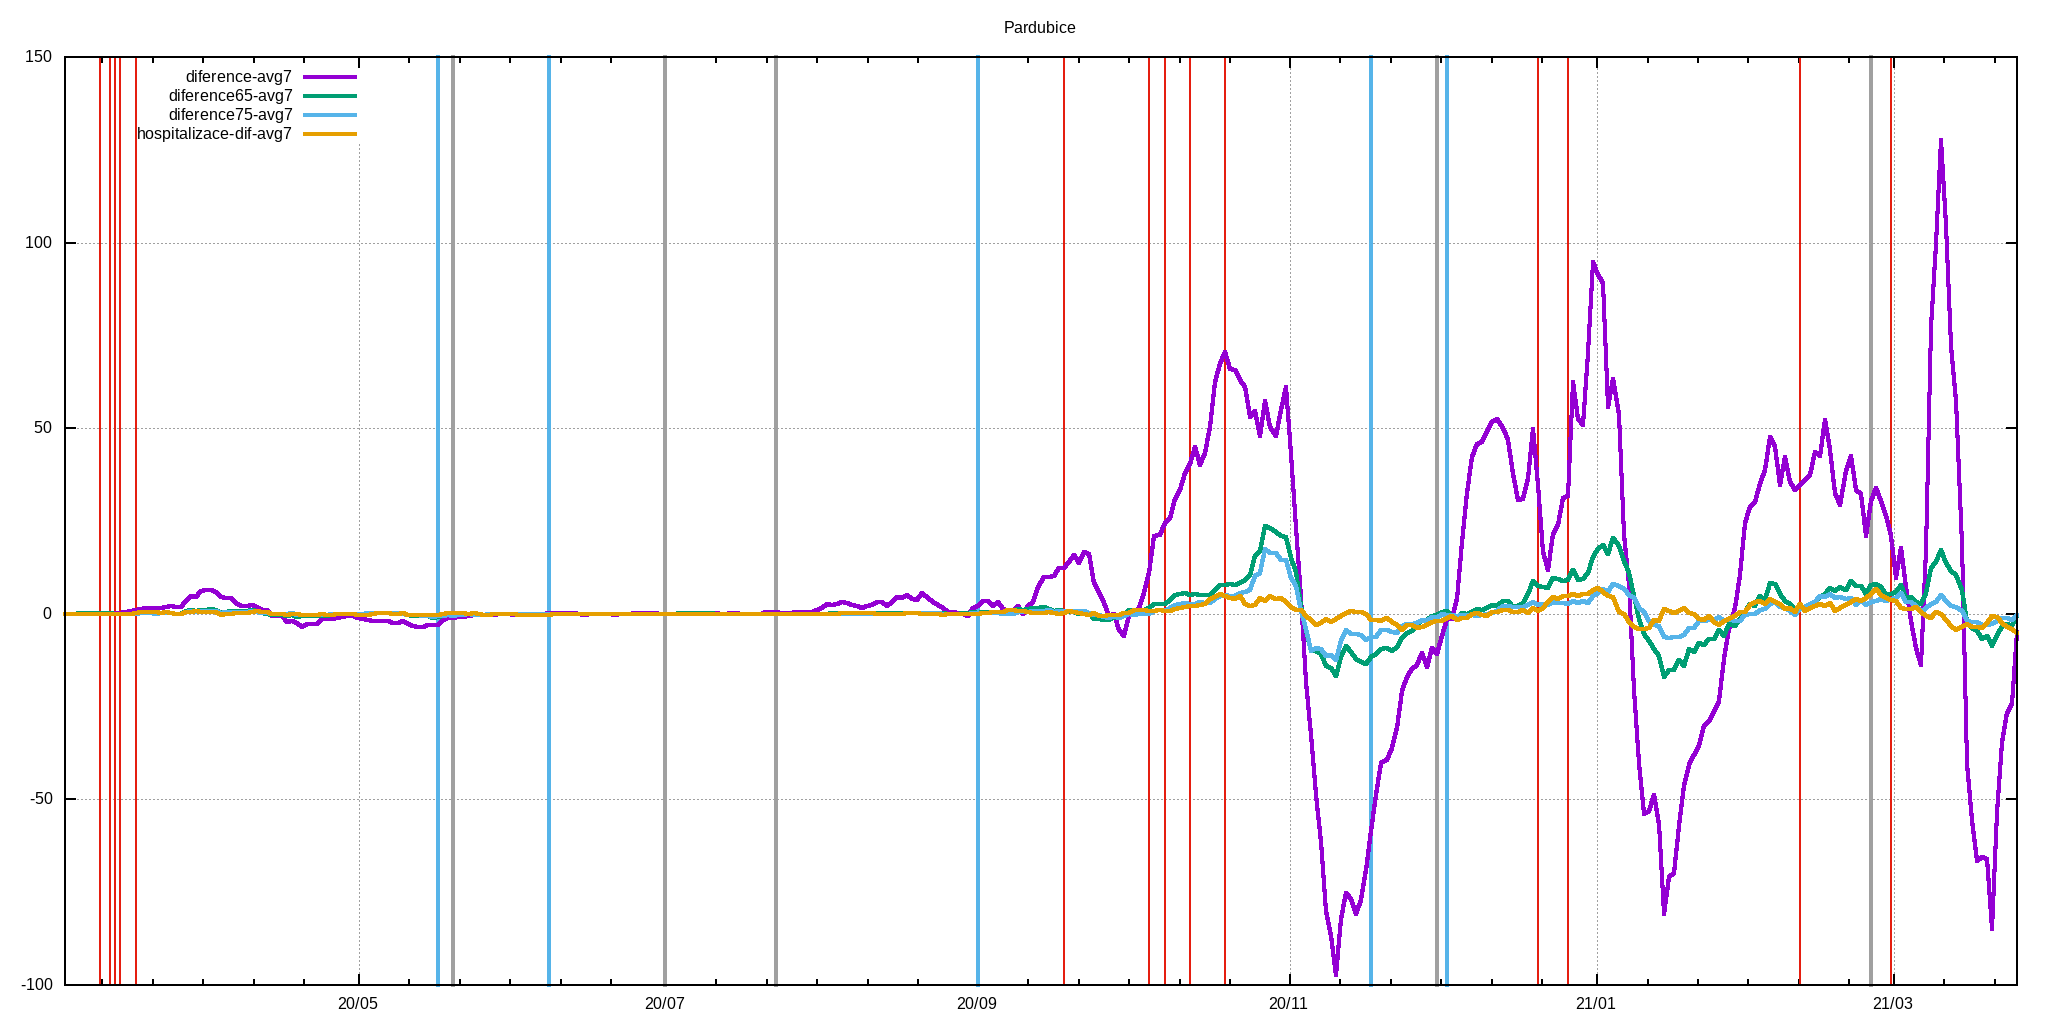 Pardubice
150
diference-avg7
diference65-avg7
diference75-avg7
hospitalizace-dif-avg7
100
50
0
-50
-100
20/05
20/07
20/09
20/11
21/01
21/03